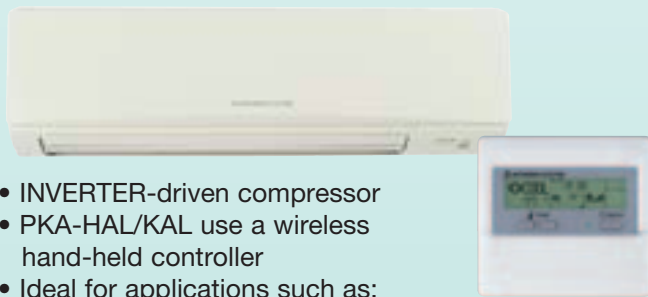 • INVERTER-driven compressor
• PKA-HAL/KAL use a wireless
hand-held controller
• Ideal for applications such as: